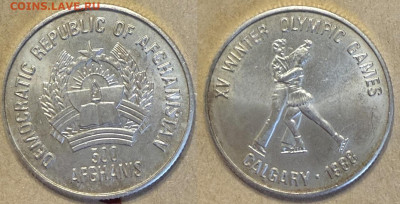 COINS.LAVE.RU
DEMOCRATIC REPUBLIC OF AFGHANISTAN
500
AFGHANIS
XV WINTER OLYMPIC GAMES
CALGARY · 1988